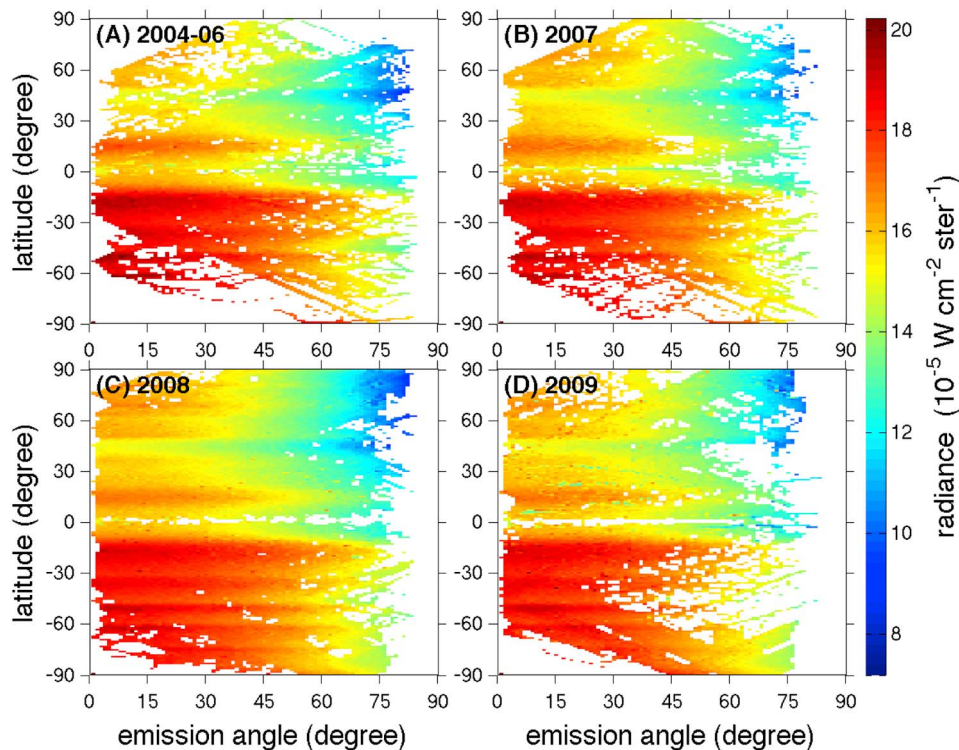 (A) 2004-06
90
60
30
0
-30
-60
-90
0 15 30 45 60 75 90
latitude (degree)
(B) 2007
90
60
30
0
-30
-60
-90
0 15 30 45 60 75 90
(C) 2008
90
60
30
0
-30
-60
-90
0 15 30 45 60 75 90
latitude (degree)
emission angle (degree)
(D) 2009
90
60
30
0
-30
-60
-90
0 15 30 45 60 75 90
emission angle (degree)
20
18
16
14
12
10
8
radiance (10⁻⁵ W cm⁻² ster⁻¹)